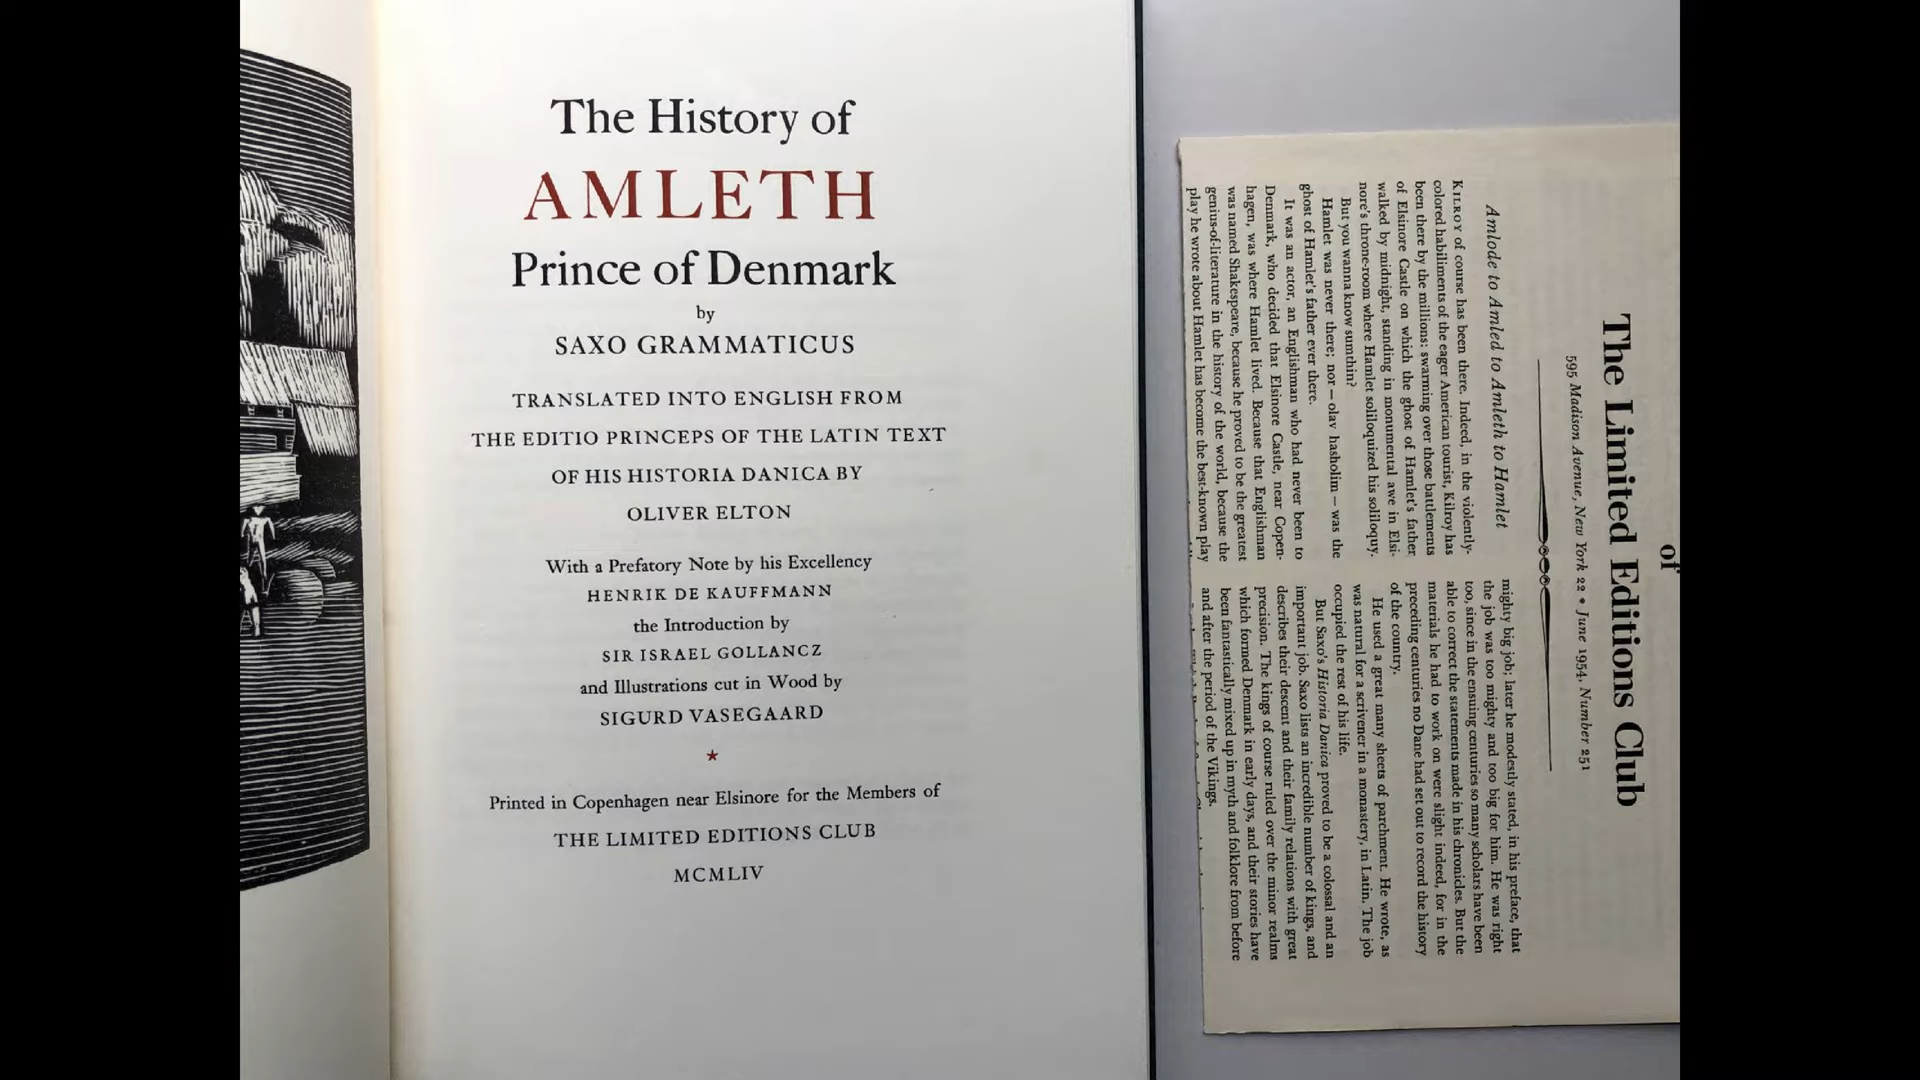 The History of
AMLETH
Prince of Denmark
by
SAXO GRAMMATICUS
TRANSLATED INTO ENGLISH FROM
THE EDITIO PRINCEPS OF THE LATIN TEXT
OF HIS HISTORIA DANICA BY
OLIVER ELTON
With a Prefatory Note by his Excellency
HENRIK DE KAUFFMANN
the Introduction by
SIR ISRAEL GOLLANCZ
and Illustrations cut in Wood by
SIGURD VASEGAARD
*
Printed in Copenhagen near Elsinore for the Members of
THE LIMITED EDITIONS CLUB
MCMLIV
of
The Limited Editions Club
595 Madison Avenue, New York 22 * June 1954, Number 251
Amlode to Amled to Amleth to Hamlet
KILROY of course has been there. Indeed, in the violently-
colored habiliments of the eager American tourist, Kilroy has
been there by the millions: swarming over those battlements
of Elsinore Castle on which the ghost of Hamlet's father
walked by midnight, standing in monumental awe in Elsi-
nore's throne-room where Hamlet soliloquized his soliloquy.
But you wanna know sumthin?
Hamlet was never there; nor — olav hasholim — was the
ghost of Hamlet's father ever there.
It was an actor, an Englishman who had never been to
Denmark, who decided that Elsinore Castle, near Copen-
hagen, was where Hamlet lived. Because that Englishman
was named Shakespeare, because he proved to be the greatest
genius-of-literature in the history of the world, because the
play he wrote about Hamlet has become the best-known play
mighty big job; later he modestly stated, in his preface, that
the job was too mighty and too big for him. He was right
too, since in the ensuing centuries so many scholars have been
able to correct the statements made in his chronicles. But the
materials he had to work on were slight indeed, for in the
preceding centuries no Dane had set out to record the history
of the country.
He used a great many sheets of parchment. He wrote, as
was natural for a scrivener in a monastery, in Latin. The job
occupied the rest of his life.
But Saxo's Historia Danica proved to be a colossal and an
important job. Saxo lists an incredible number of kings, and
describes their descent and their family relations with great
precision. The kings of course ruled over the minor realms
which formed Denmark in early days, and their stories have
been fantastically mixed up in myth and folklore from before
and after the period of the Vikings.